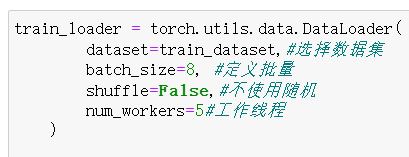 train_loader = torch.utils.data.DataLoader(
dataset=train_dataset,#选择数据集
batch_size=8, #定义批量
shuffle=False,#不使用随机
num_workers=5#工作线程
)